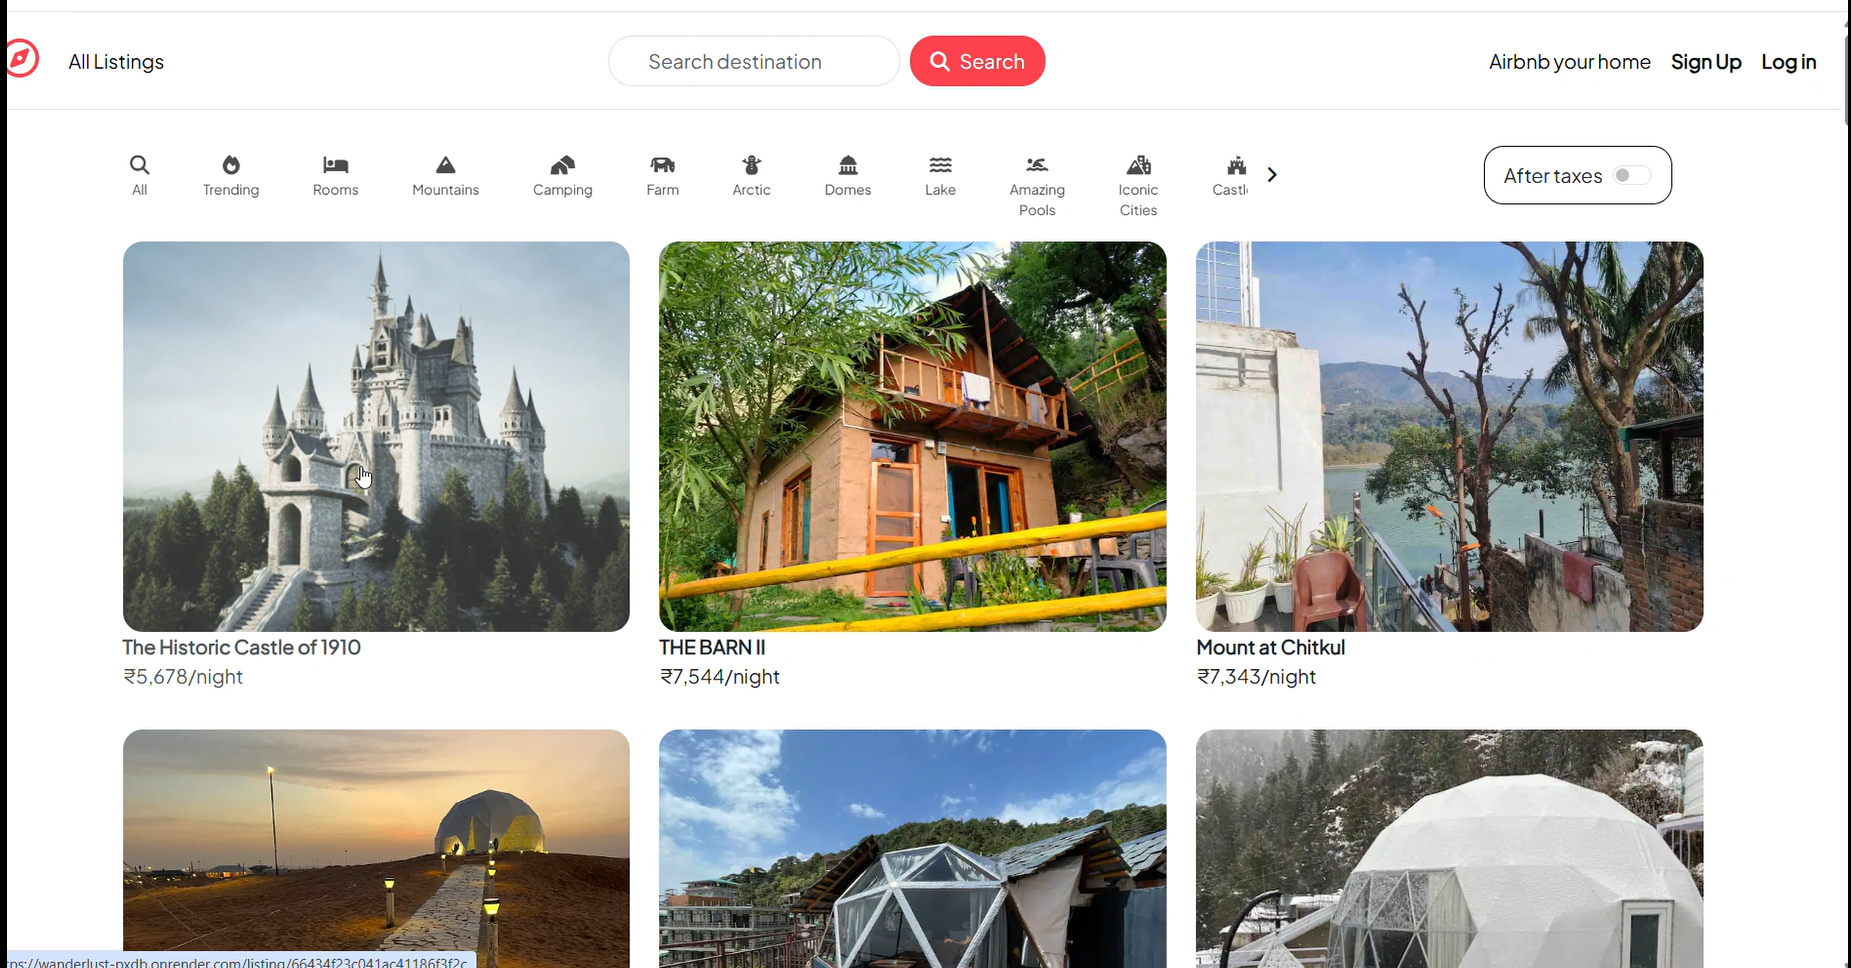 All Listings
Search destination
Search
Airbnb your home
Sign Up
Log in
All
Trending
Rooms
Mountains
Camping
Farm
Arctic
Domes
Lake
Amazing
Pools
Iconic
Cities
Castl
After taxes
The Historic Castle of 1910
₹5,678/night
THE BARN II
₹7,544/night
Mount at Chitkul
₹7,343/night
ps://wanderlust-pxdb.onrender.com/listing/66434f23c041ac41186f3f2c